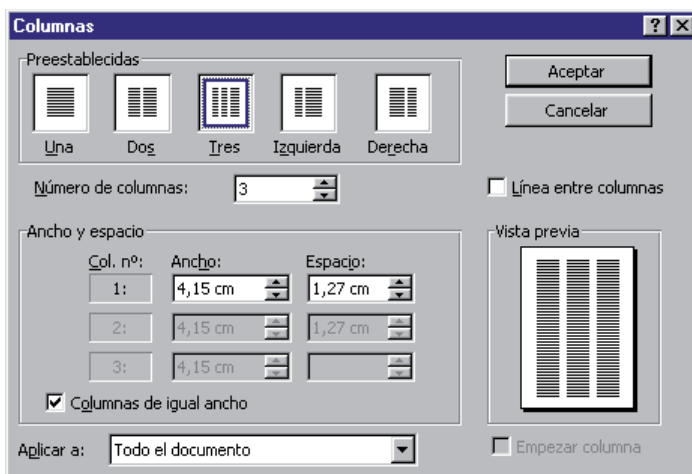 Columnas
Preestablecidas
Una Dos Tres Izquierda Derecha
Aceptar
Cancelar
Número de columnas: 3
Línea entre columnas
Ancho y espacio
Col. nº: Ancho: Espacio:
1: 4,15 cm 1,27 cm
2: 4,15 cm 1,27 cm
3: 4,15 cm
Columnas de igual ancho
Vista previa
Aplicar a: Todo el documento
Empezar columna